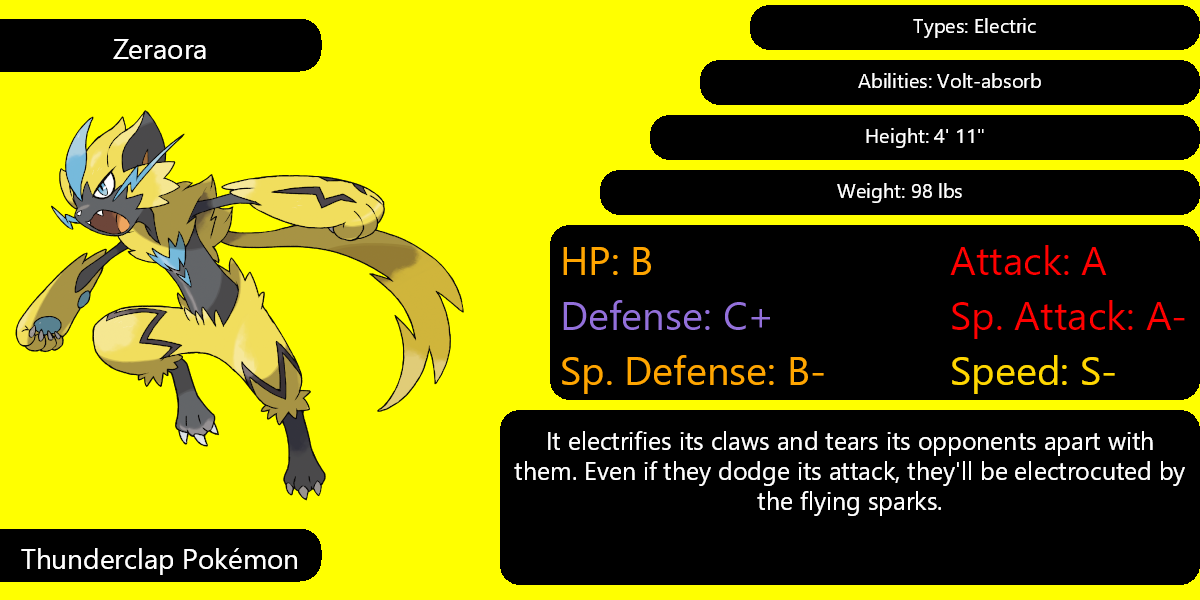 Zeraora
Types: Electric
Abilities: Volt-absorb
Height: 4' 11"
Weight: 98 lbs
HP: B
Attack: A
Defense: C+
Sp. Attack: A-
Sp. Defense: B-
Speed: S-
It electrifies its claws and tears its opponents apart with
them. Even if they dodge its attack, they'll be electrocuted by
the flying sparks.
Thunderclap Pokémon